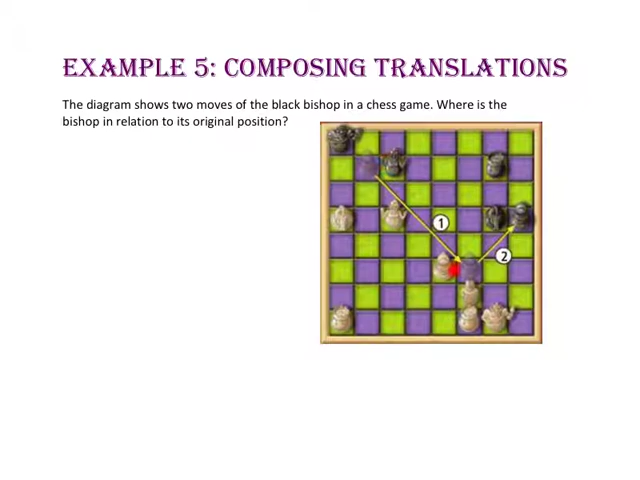 EXAMPLE 5: COMPOSING TRANSLATIONS
The diagram shows two moves of the black bishop in a chess game. Where is the
bishop in relation to its original position?
1
2